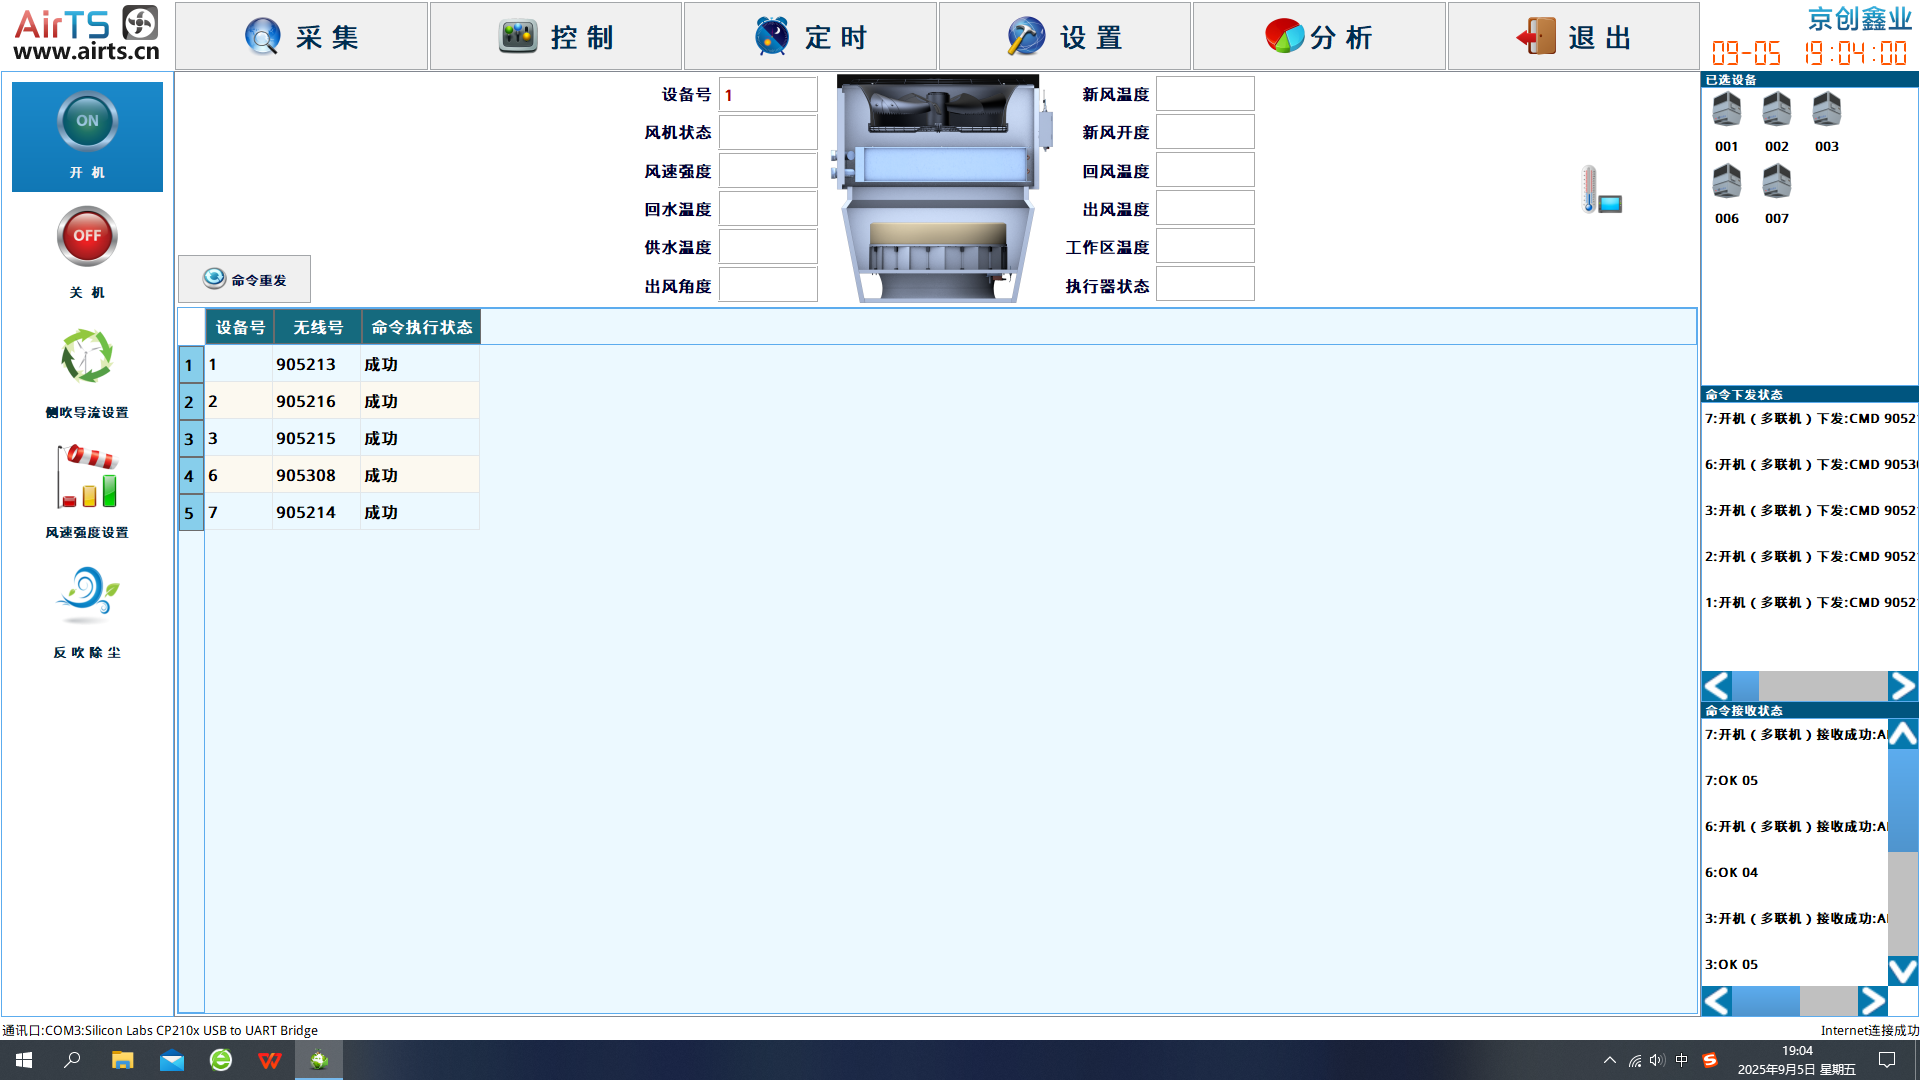 AirTS
www.airts.cn
采集
控制
定时
设置
分析
退出
京创鑫业
09-05 19:04:00
ON
开 机
OFF
关 机
侧吹导流设置
风速强度设置
反吹除尘
设备号 1
风机状态
风速强度
回水温度
供水温度
出风角度
新风温度
新风开度
回风温度
出风温度
工作区温度
执行器状态
命令重发
设备号 无线号 命令执行状态
1 1 905213 成功
2 2 905216 成功
3 3 905215 成功
4 6 905308 成功
5 7 905214 成功
已选设备
001 002 003
006 007
命令下发状态
7:开机(多联机)下发:CMD 9052
6:开机(多联机)下发:CMD 9053
3:开机(多联机)下发:CMD 9052
2:开机(多联机)下发:CMD 9052
1:开机(多联机)下发:CMD 9052
命令接收状态
7:开机(多联机)接收成功:A
7:OK 05
6:开机(多联机)接收成功:A
6:OK 04
3:开机(多联机)接收成功:A
3:OK 05
通讯口:COM3:Silicon Labs CP210x USB to UART Bridge
Internet连接成功
中
19:04
2025年9月5日 星期五